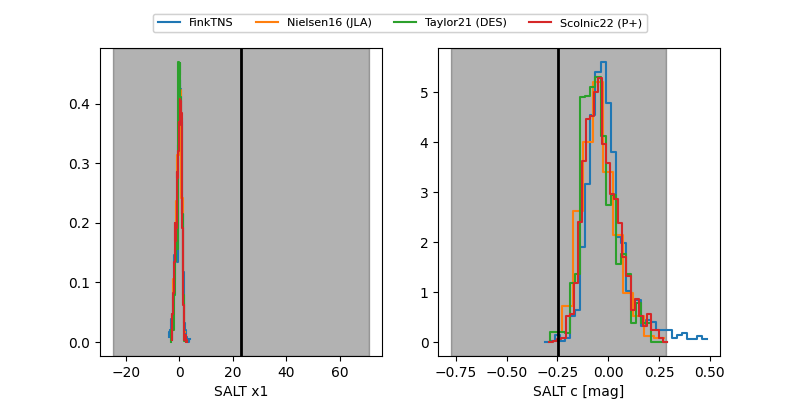 FinkTNS Nielsen16 (JLA) Taylor21 (DES) Scolnic22 (P+)
0.4
0.3
0.2
0.1
0.0
−20 0 20 40 60
SALT x1
5
4
3
2
1
0
−0.75 −0.50 −0.25 0.00 0.25 0.50
SALT c [mag]